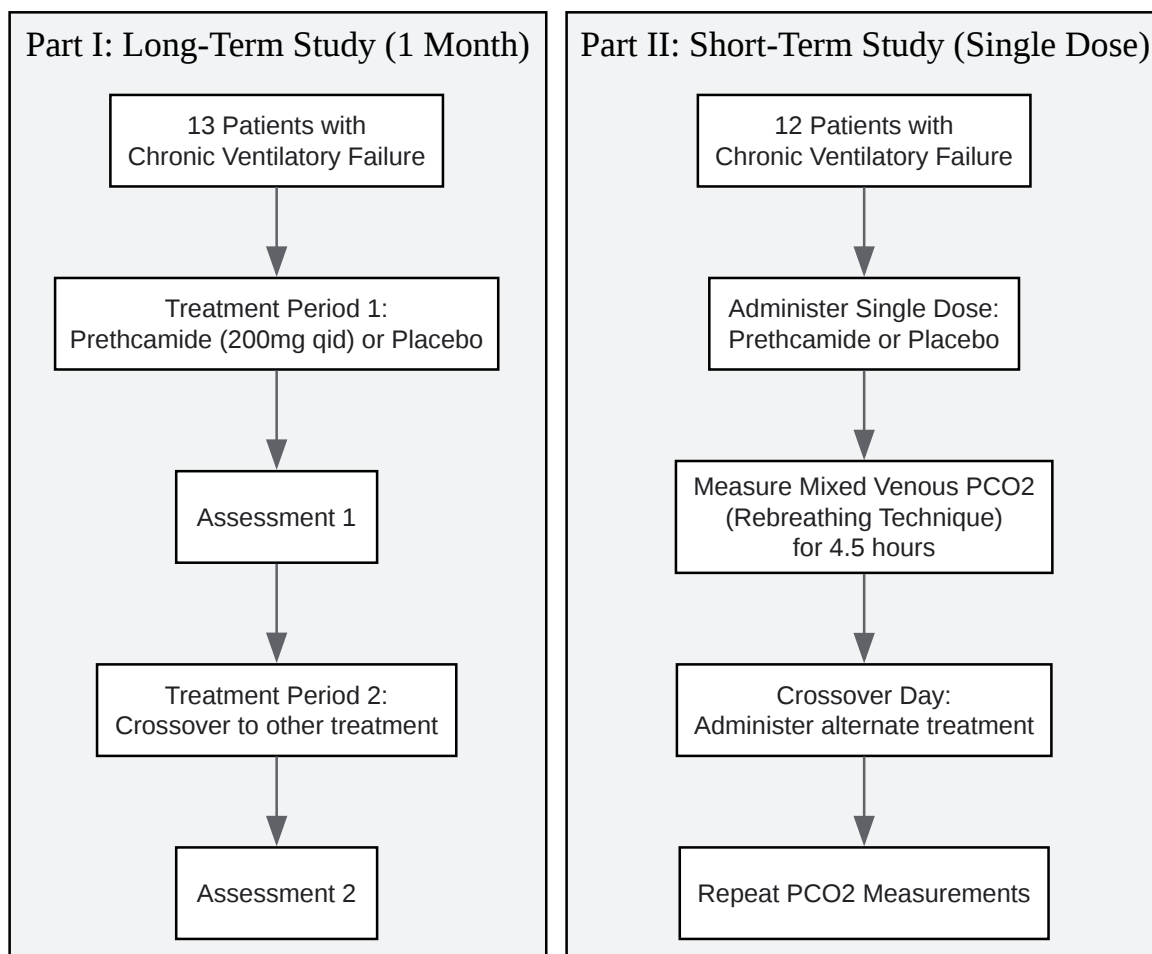 Part I: Long-Term Study (1 Month)
13 Patients with
Chronic Ventilatory Failure
Treatment Period 1:
Prethcamide (200mg qid) or Placebo
Assessment 1
Treatment Period 2:
Crossover to other treatment
Assessment 2
Part II: Short-Term Study (Single Dose)
12 Patients with
Chronic Ventilatory Failure
Administer Single Dose:
Prethcamide or Placebo
Measure Mixed Venous PCO2
(Rebreathing Technique)
for 4.5 hours
Crossover Day:
Administer alternate treatment
Repeat PCO2 Measurements